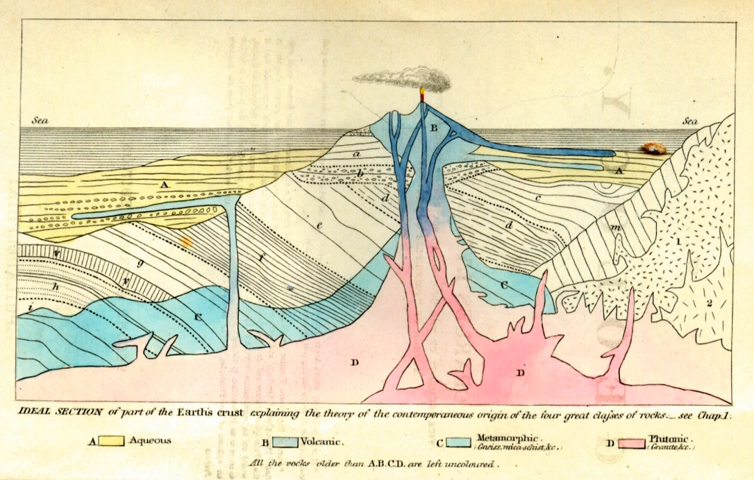 Sea
Sea
B
a
b
A
A
d
c
e
d
m
g
f
1
v
h
v
C
2
i
C
D
D
IDEAL SECTION of part of the Earth's crust explaining the theory of the contemporaneous origin of the four great classes of rocks._ see Chap.1.
A Aqueous
B Volcanic.
C Metamorphic.
(Gneiss, mica-schist, &c.)
D Plutonic.
(Granite, &c.)
All the rocks older than A.B.C.D. are left uncoloured.